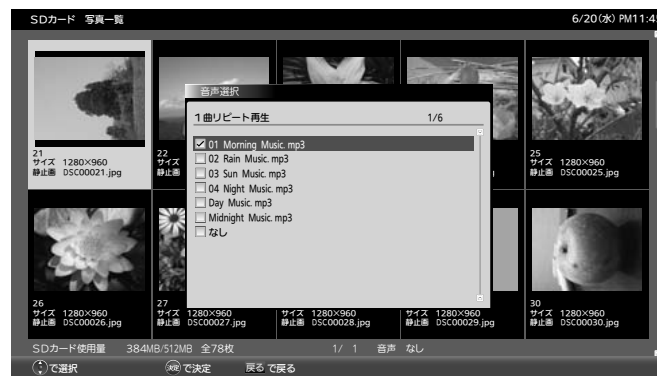 SDカード 写真一覧 6/20(水) PM11:4
音声選択
1曲リピート再生 1/6
01 Morning Music. mp3
02 Rain Music. mp3
03 Sun Music. mp3
04 Night Music. mp3
Day Music. mp3
Midnight Music. mp3
なし
21
サイズ 1280×960
静止画 DSC00021.jpg
22
サイズ
静止画
25
サイズ 1280×960
静止画 DSC00025.jpg
26
サイズ 1280×960
静止画 DSC00026.jpg
27
サイズ 1280×960
静止画 DSC00027.jpg
サイズ 1280×960
静止画 DSC00028.jpg
サイズ 1280×960
静止画 DSC00029.jpg
30
サイズ 1280×960
静止画 DSC00030.jpg
SDカード使用量 384MB/512MB 全78枚 1/ 1 音声 なし
で選択 決定 で決定 戻る で戻る